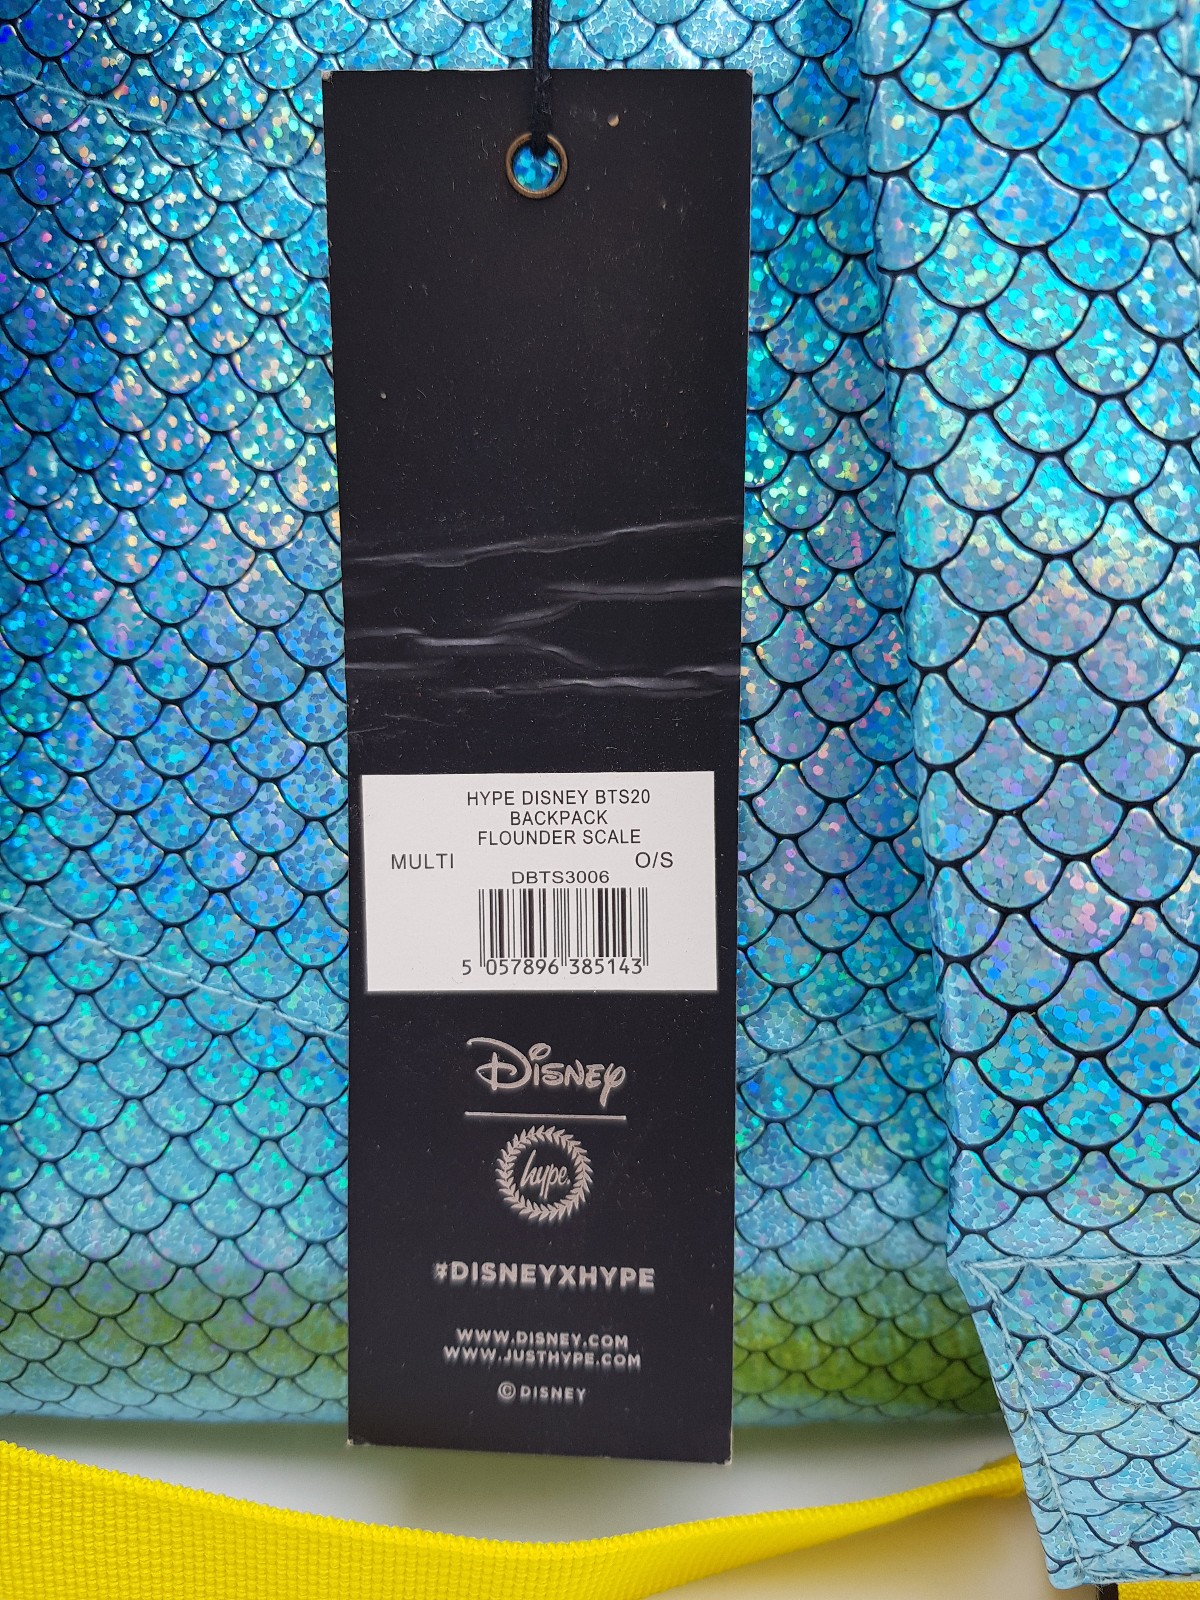 HYPE DISNEY BTS20
BACKPACK
FLOUNDER SCALE
MULTI O/S
DBTS3006
5 057896 385143
Disney
hype.
#DISNEYXHYPE
WWW.DISNEY.COM
WWW.JUSTHYPE.COM
©DISNEY